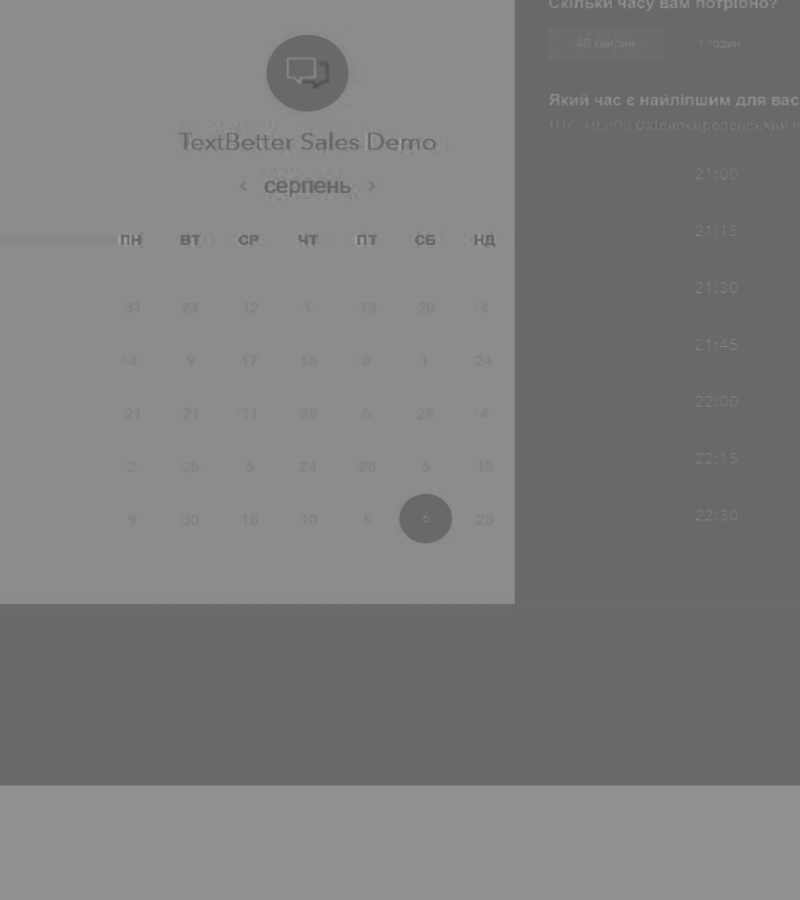 TextBetter Sales Demo
‹ серпень ›
ПН ВТ СР ЧТ ПТ СБ НД
31 24 12 1 13 20 4
4 9 17 18 8 1 24
21 21 11 28 6 25 4
2 25 5 24 28 5 13
9 30 18 10 5 6 28
Скільки часу вам потрібно?
40 хвилин 1 годин
Який час є найліпшим для вас
UTC +03:00 Східноєвропейський ч
21:00
21:15
21:30
21:45
22:00
22:15
22:30